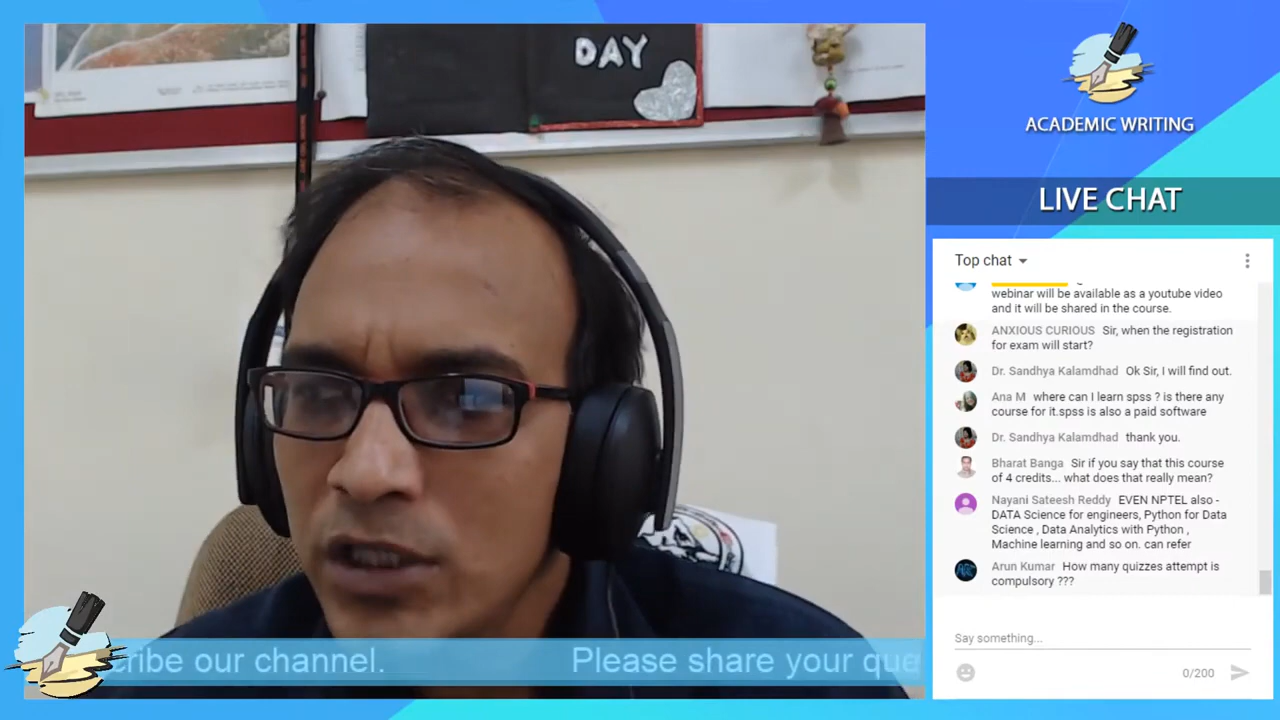 DAY
ACADEMIC WRITING
LIVE CHAT
Top chat
webinar will be available as a youtube video
and it will be shared in the course.
ANXIOUS CURIOUS Sir, when the registration
for exam will start?
Dr. Sandhya Kalamdhad Ok Sir, I will find out.
Ana M where can I learn spss ? is there any
course for it.spss is also a paid software
Dr. Sandhya Kalamdhad thank you.
Bharat Banga Sir if you say that this course
of 4 credits... what does that really mean?
Nayani Sateesh Reddy EVEN NPTEL also -
DATA Science for engineers, Python for Data
Science , Data Analytics with Python ,
Machine learning and so on. can refer
Arun Kumar How many quizzes attempt is
compulsory ???
Say something...
0/200
cribe our channel. Please share your que